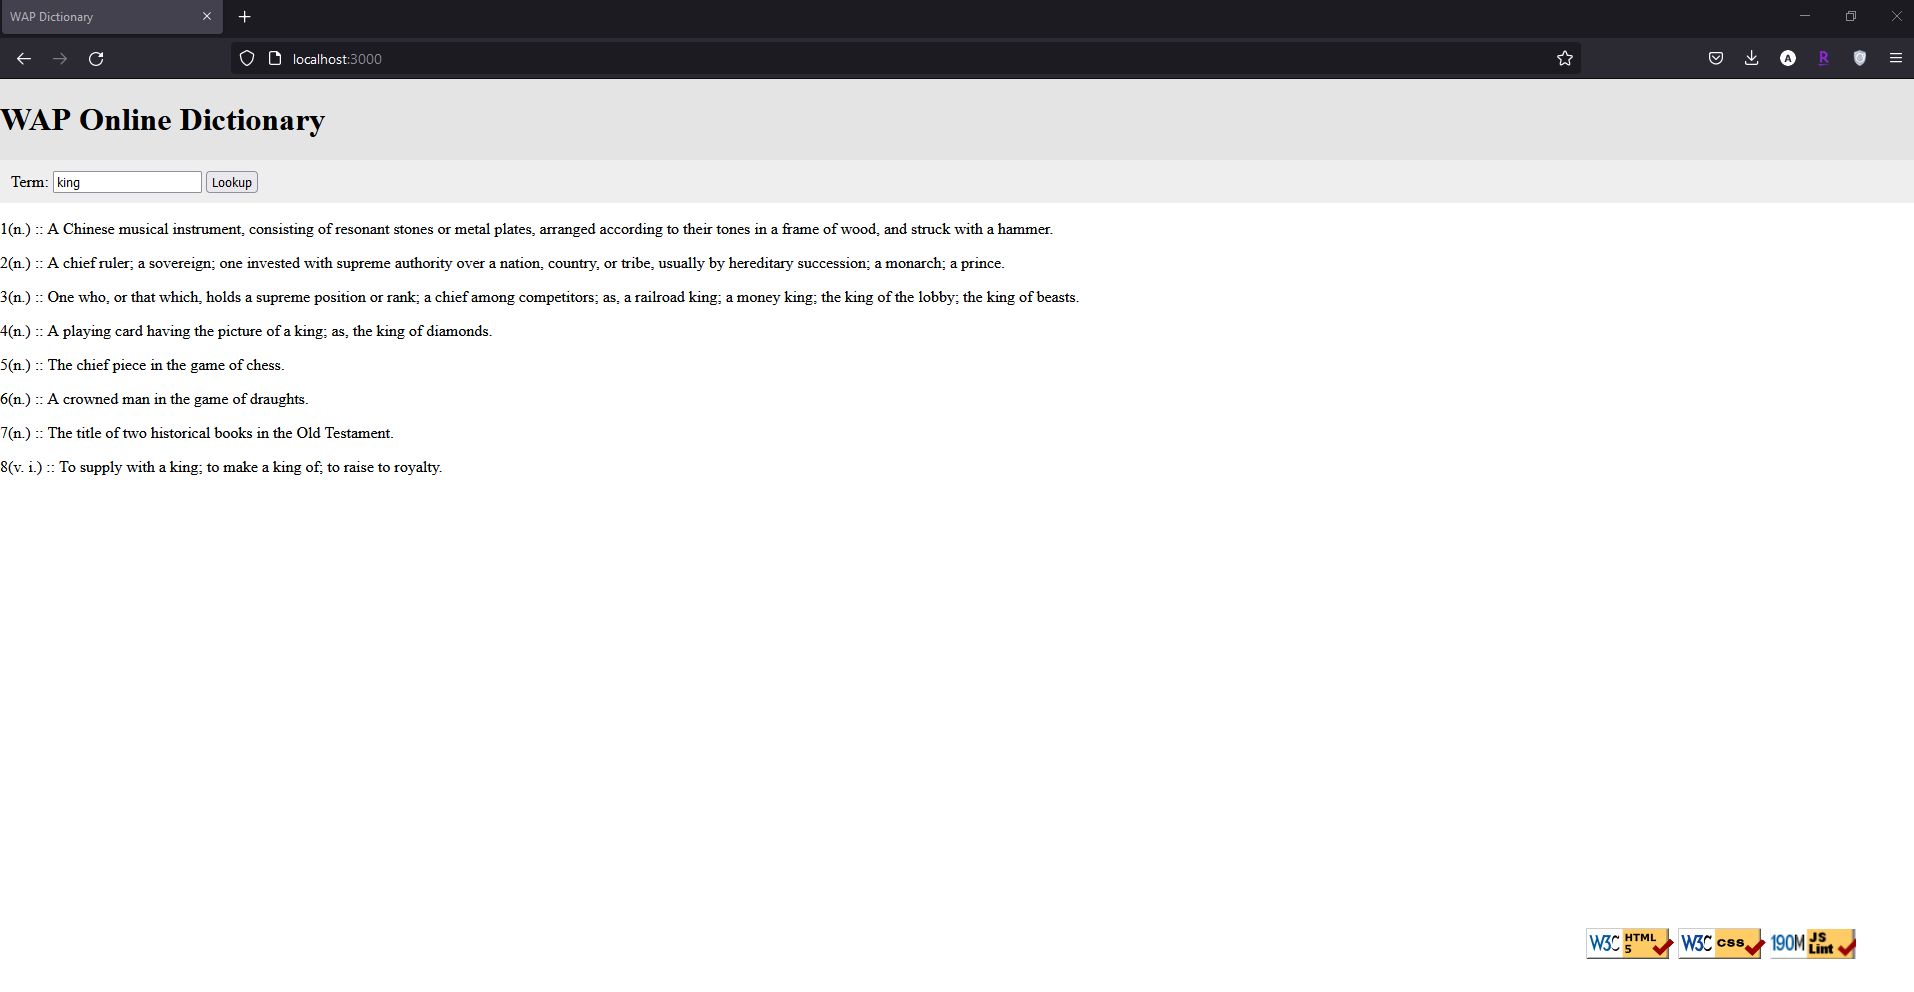 WAP Dictionary
localhost:3000
WAP Online Dictionary
Term: king Lookup
1(n.) :: A Chinese musical instrument, consisting of resonant stones or metal plates, arranged according to their tones in a frame of wood, and struck with a hammer.
2(n.) :: A chief ruler; a sovereign; one invested with supreme authority over a nation, country, or tribe, usually by hereditary succession; a monarch; a prince.
3(n.) :: One who, or that which, holds a supreme position or rank; a chief among competitors; as, a railroad king; a money king; the king of the lobby; the king of beasts.
4(n.) :: A playing card having the picture of a king; as, the king of diamonds.
5(n.) :: The chief piece in the game of chess.
6(n.) :: A crowned man in the game of draughts.
7(n.) :: The title of two historical books in the Old Testament.
8(v. i.) :: To supply with a king; to make a king of; to raise to royalty.
W3C HTML 5 W3C css 190M JS Lint